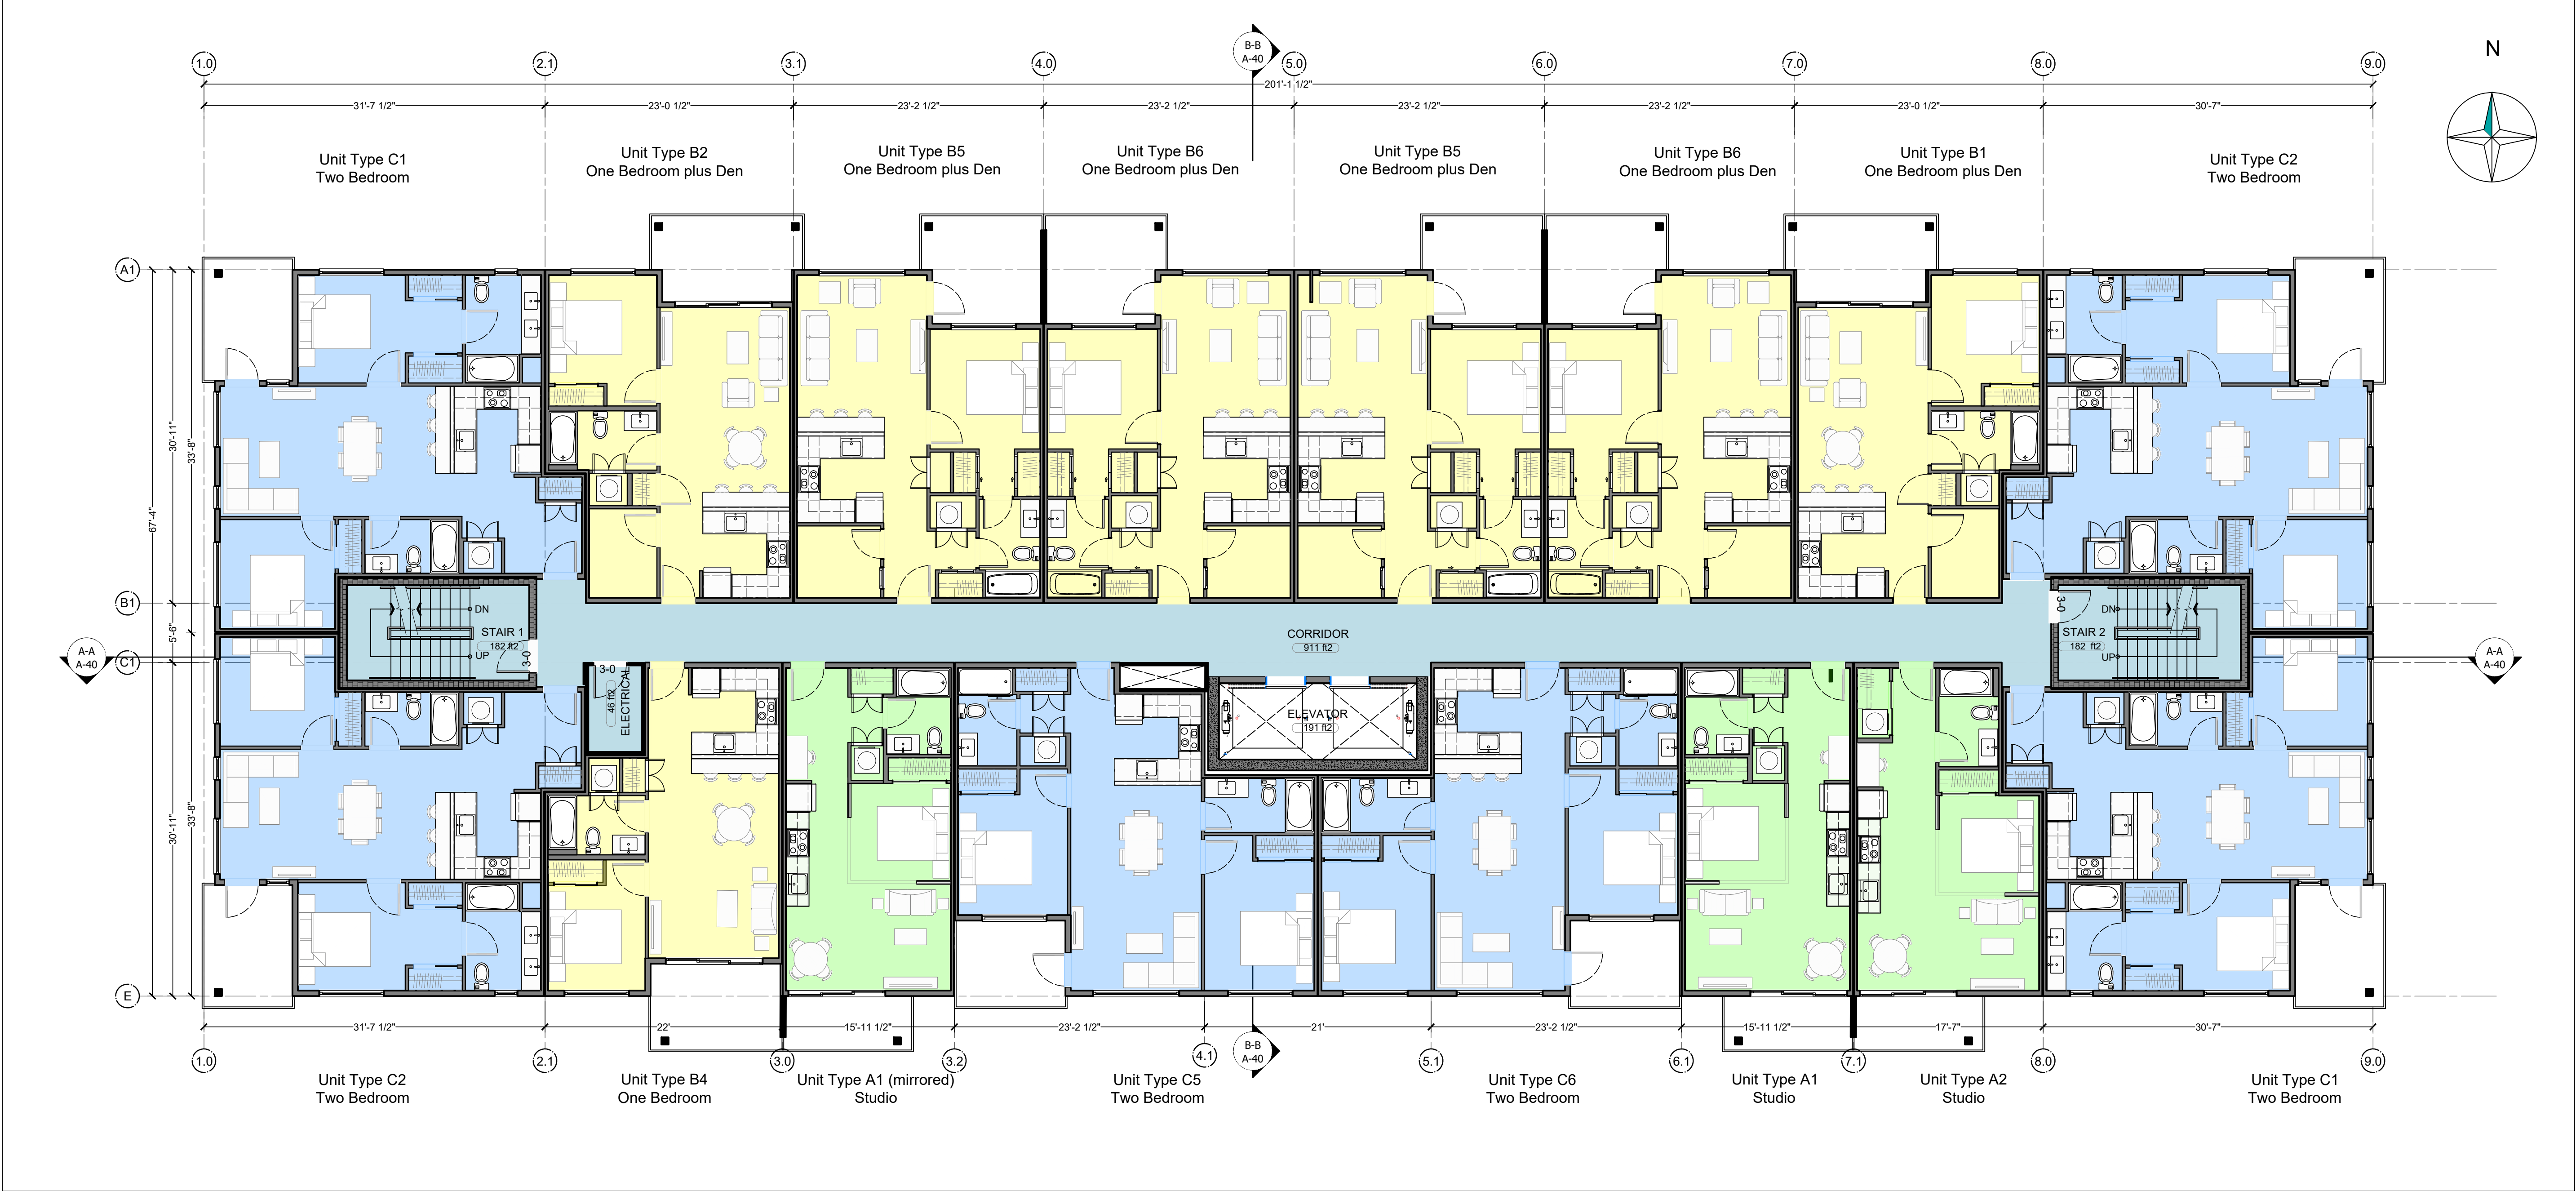 B-B
A-40
N
1.0
2.1
3.1
4.0
5.0
6.0
7.0
8.0
9.0
201'-1 1/2"
31'-7 1/2"
23'-0 1/2"
23'-2 1/2"
23'-2 1/2"
23'-2 1/2"
23'-2 1/2"
23'-0 1/2"
30'-7"
Unit Type C1
Two Bedroom
Unit Type B2
One Bedroom plus Den
Unit Type B5
One Bedroom plus Den
Unit Type B6
One Bedroom plus Den
Unit Type B5
One Bedroom plus Den
Unit Type B6
One Bedroom plus Den
Unit Type B1
One Bedroom plus Den
Unit Type C2
Two Bedroom
A1
30'-11"
33'-8"
67'-4"
B1
5'-6"
C1
A-A
A-40
DN
STAIR 1
182 ft2
UP
3-0
3-0
46 ft2
ELECTRICAL
CORRIDOR
911 ft2
ELEVATOR
191 ft2
3-0
DN
STAIR 2
182 ft2
UP
A-A
A-40
30'-11"
33'-8"
E
31'-7 1/2"
22'
15'-11 1/2"
23'-2 1/2"
21'
23'-2 1/2"
15'-11 1/2"
17'-7"
30'-7"
1.0
2.1
3.0
3.2
4.1
B-B
A-40
5.1
6.1
7.1
8.0
9.0
Unit Type C2
Two Bedroom
Unit Type B4
One Bedroom
Unit Type A1 (mirrored)
Studio
Unit Type C5
Two Bedroom
Unit Type C6
Two Bedroom
Unit Type A1
Studio
Unit Type A2
Studio
Unit Type C1
Two Bedroom